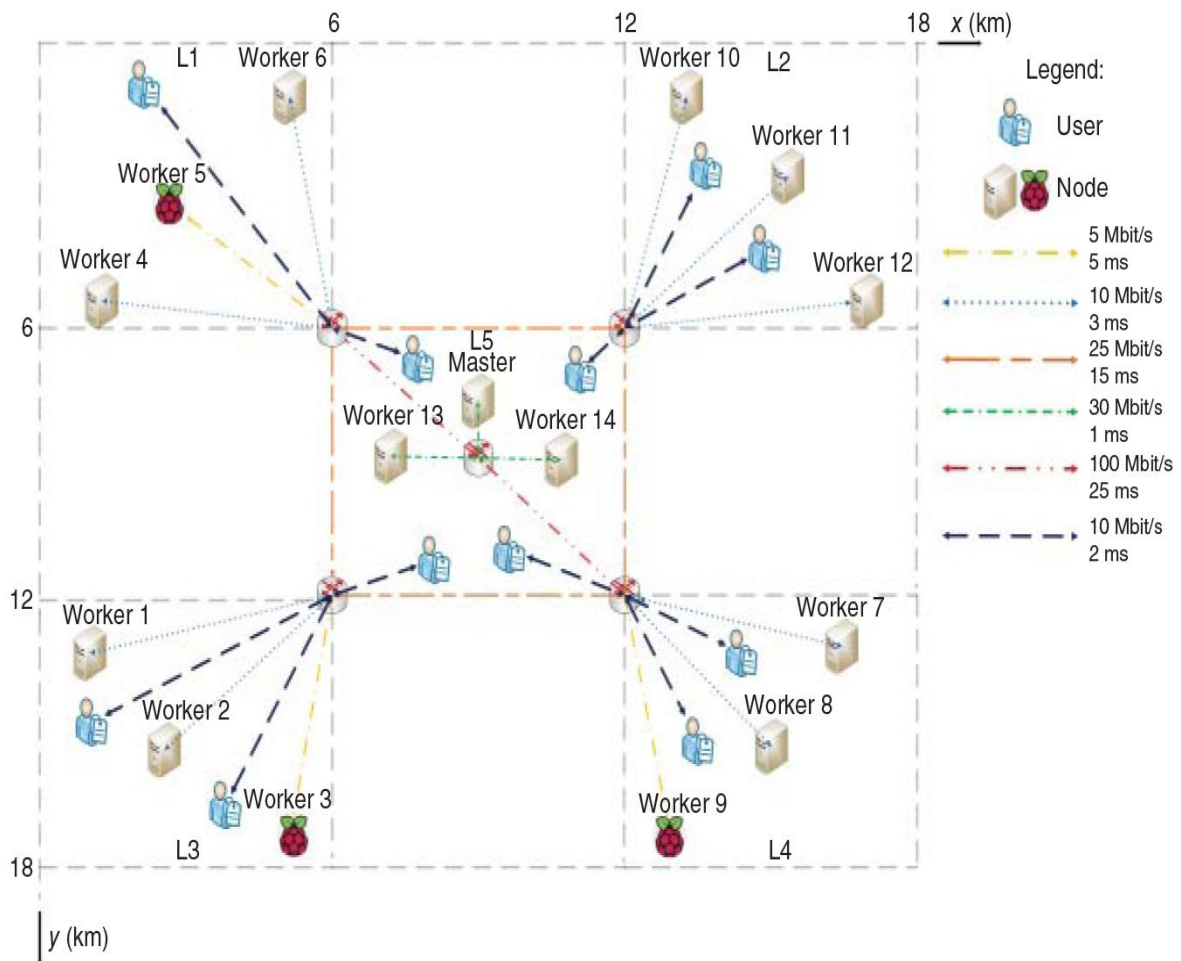 6
12
18
x (km)
L1
Worker 6
Worker 10
L2
Legend:
User
Worker 11
Worker 5
Node
Worker 4
Worker 12
5 Mbit/s
5 ms
10 Mbit/s
3 ms
6
L5
Master
25 Mbit/s
15 ms
Worker 13
Worker 14
30 Mbit/s
1 ms
100 Mbit/s
25 ms
10 Mbit/s
2 ms
12
Worker 1
Worker 7
Worker 2
Worker 8
Worker 3
Worker 9
L3
L4
18
y (km)